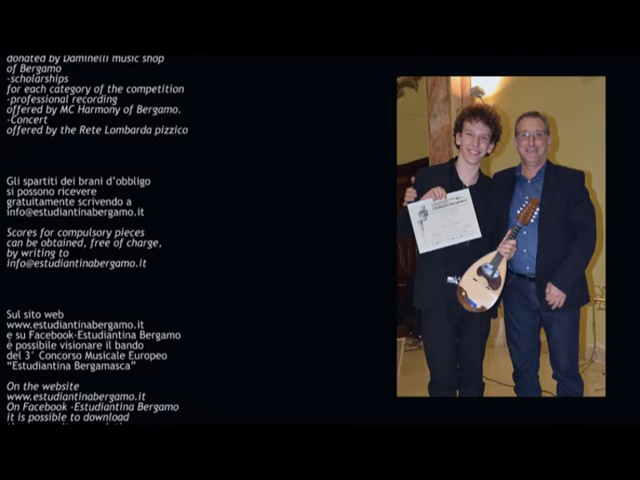 donated by Daminelli music shop
of Bergamo
-scholarships
for each category of the competition
-professional recording
offered by MC Harmony of Bergamo.
-Concert
offered by the Rete Lombarda pizzico
Gli spartiti dei brani d'obbligo
si possono ricevere
gratuitamente scrivendo a
info@estudiantinabergamo.it
Scores for compulsory pieces
can be obtained, free of charge,
by writing to
info@estudiantinabergamo.it
Sul sito web
www.estudiantinabergamo.it
e su Facebook-Estudiantina Bergamo
è possibile visionare il bando
del 3° Concorso Musicale Europeo
“Estudiantina Bergamasca”
On the website
www.estudiantinabergamo.it
On Facebook -Estudiantina Bergamo
it is possible to download